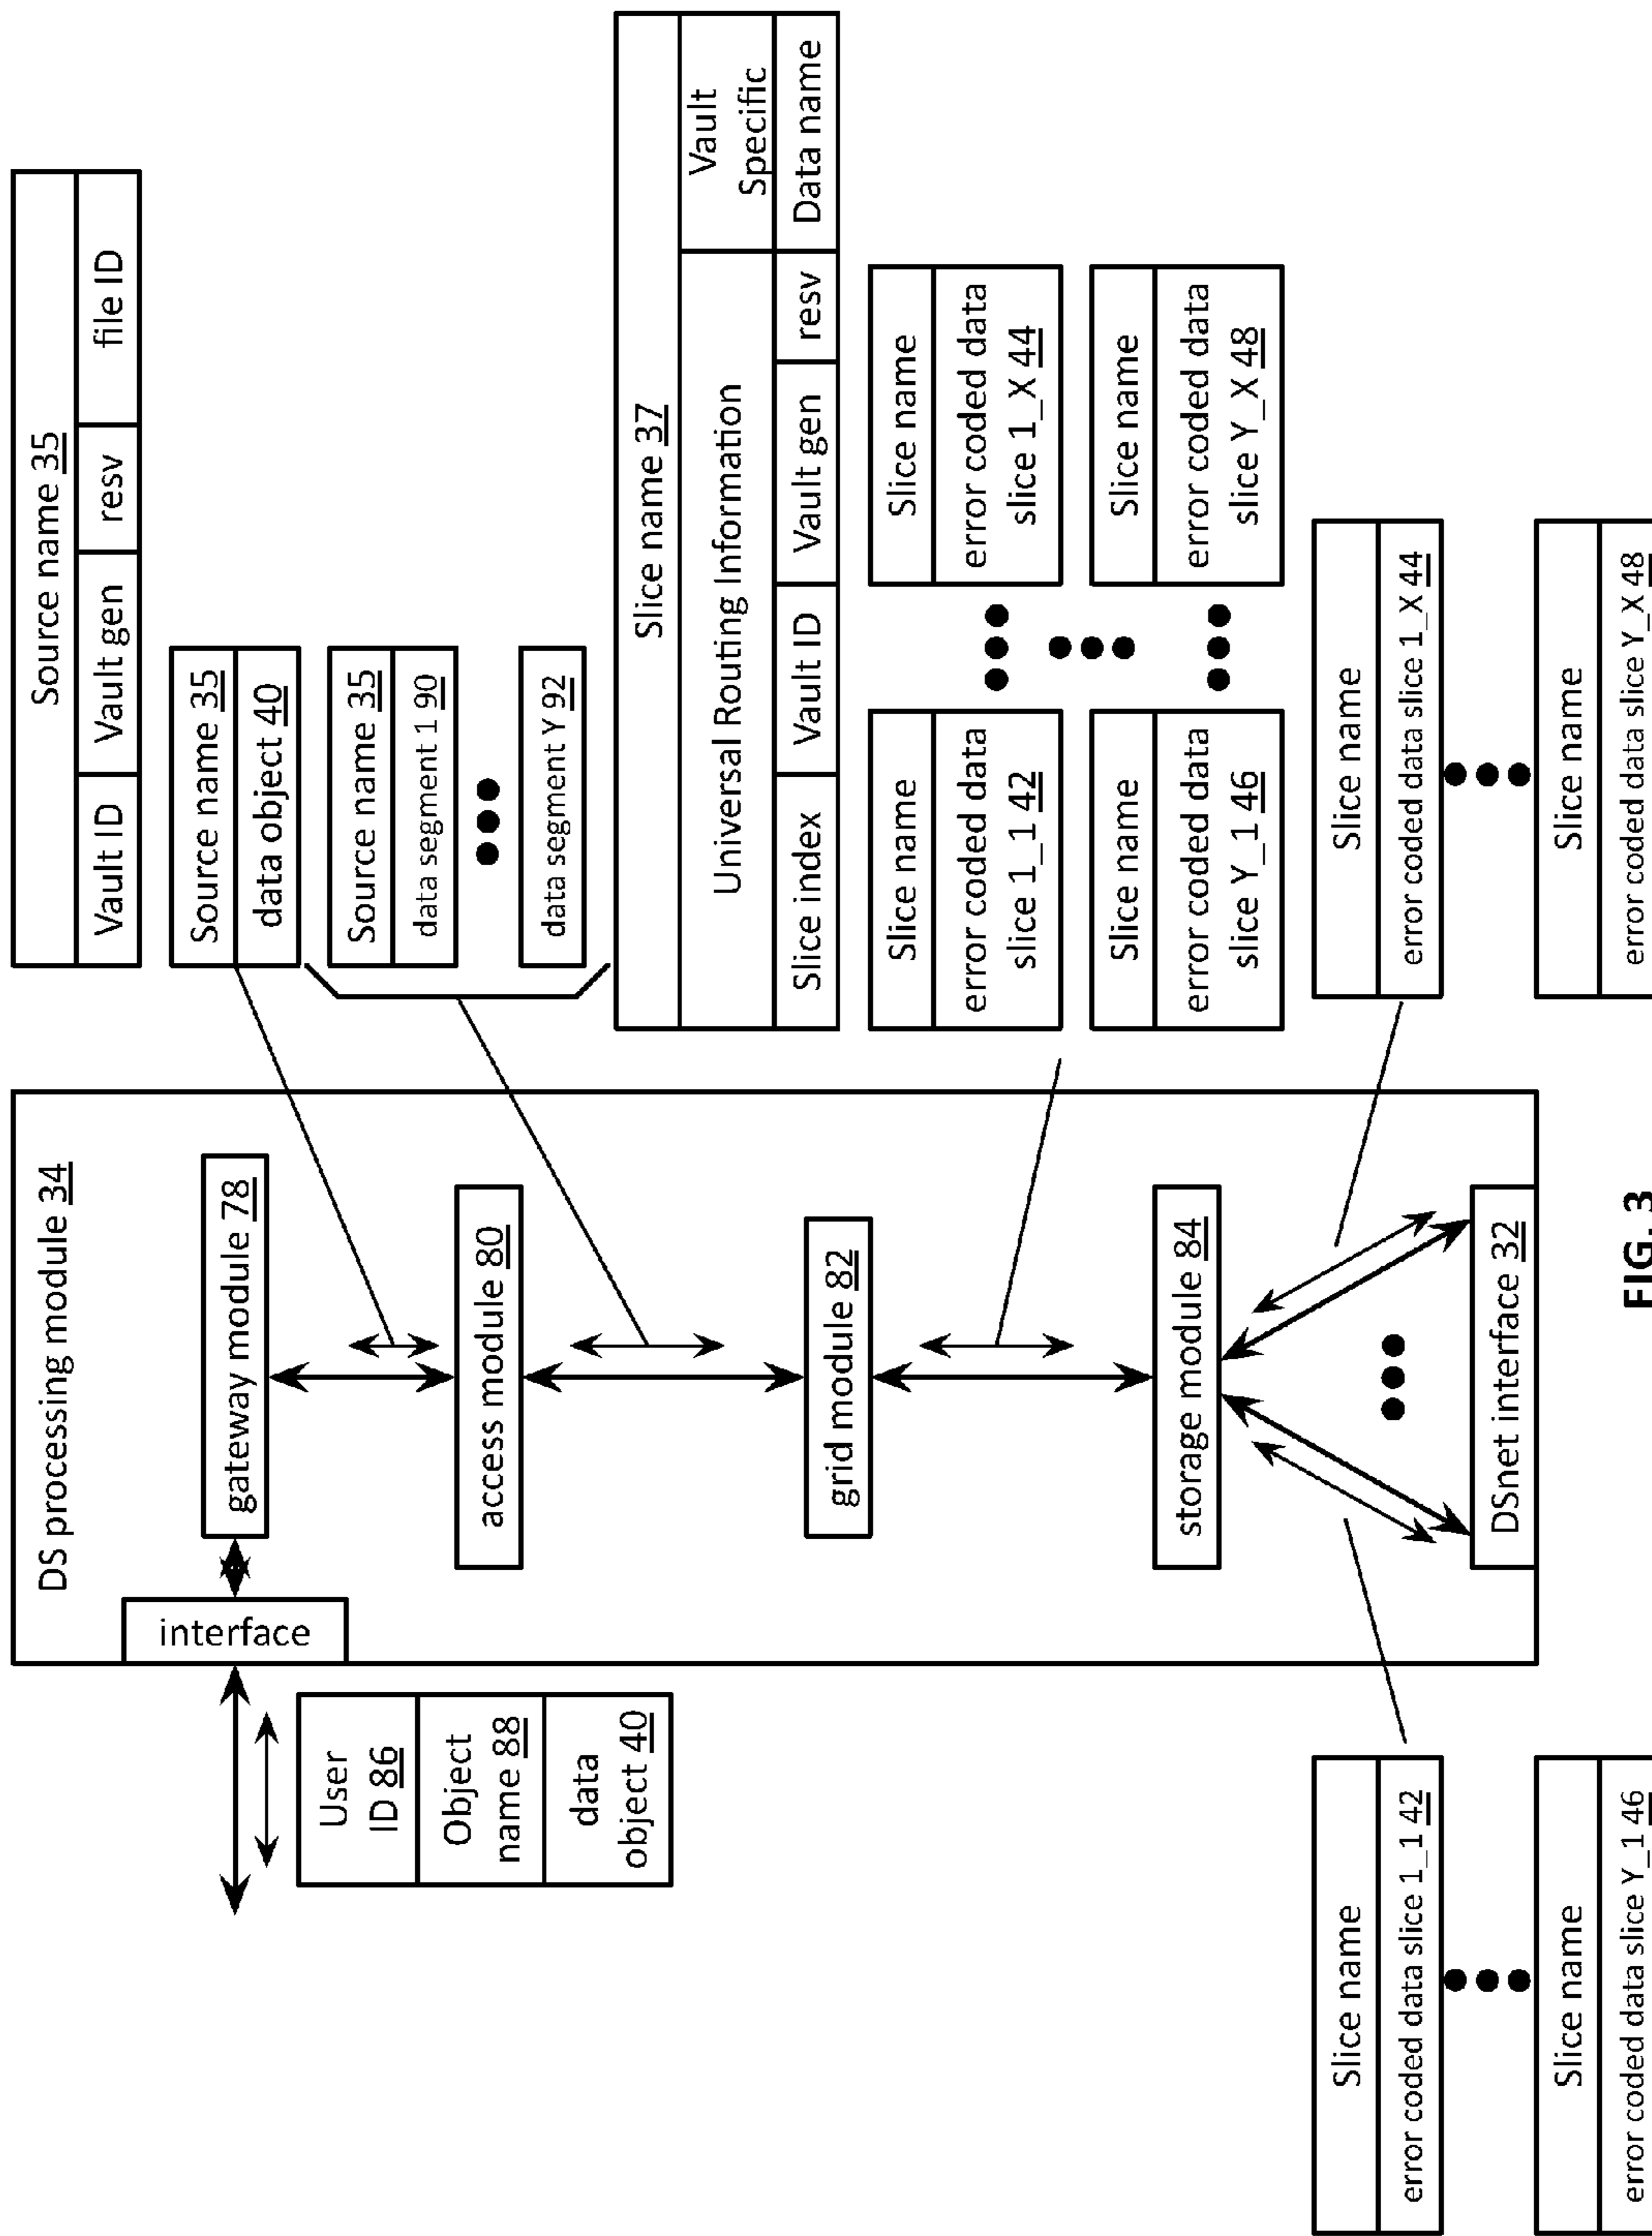 DS processing module 34
interface
gateway module 78
access module 80
grid module 82
storage module 84
DSnet interface 32
User
ID 86
Object
name 88
data
object 40
Source name 35
Vault ID
Vault gen
resv
file ID
Source name 35
data object 40
Source name 35
data segment 1 90
data segment Y 92
Slice name 37
Universal Routing Information
Vault
Specific
Slice index
Vault ID
Vault gen
resv
Data name
Slice name
error coded data
slice 1_1 42
Slice name
error coded data
slice 1_X 44
Slice name
error coded data
slice Y_1 46
Slice name
error coded data
slice Y_X 48
Slice name
error coded data slice 1_1 42
Slice name
error coded data slice Y_1 46
Slice name
error coded data slice 1_X 44
Slice name
error coded data slice Y_X 48
FIG. 3